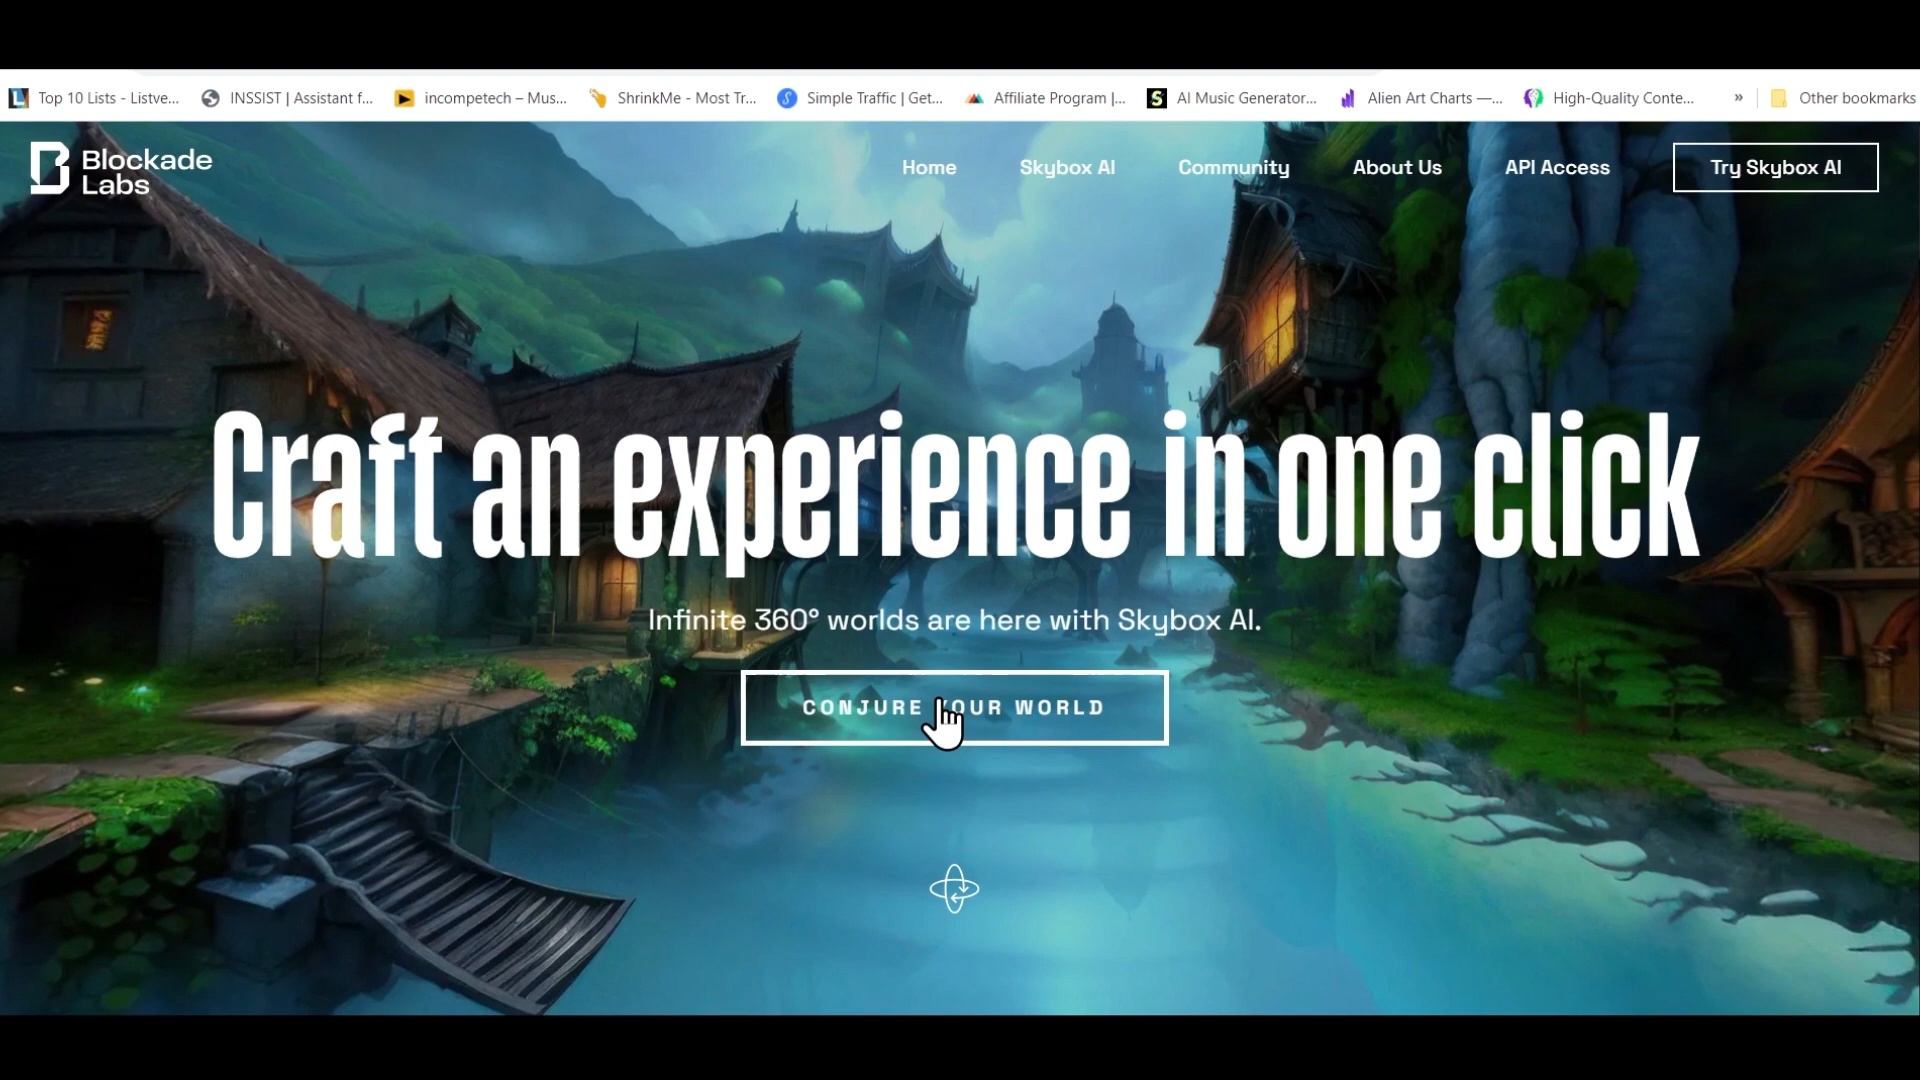 Top 10 Lists - Listve...
INSSIST | Assistant f...
incompetech – Mus...
ShrinkMe - Most Tr...
Simple Traffic | Get...
Affiliate Program |...
AI Music Generator...
Alien Art Charts —...
High-Quality Conte...
»
Other bookmarks
Blockade
Labs
Home
Skybox AI
Community
About Us
API Access
Try Skybox AI
Craft an experience in one click
Infinite 360° worlds are here with Skybox AI.
CONJURE YOUR WORLD